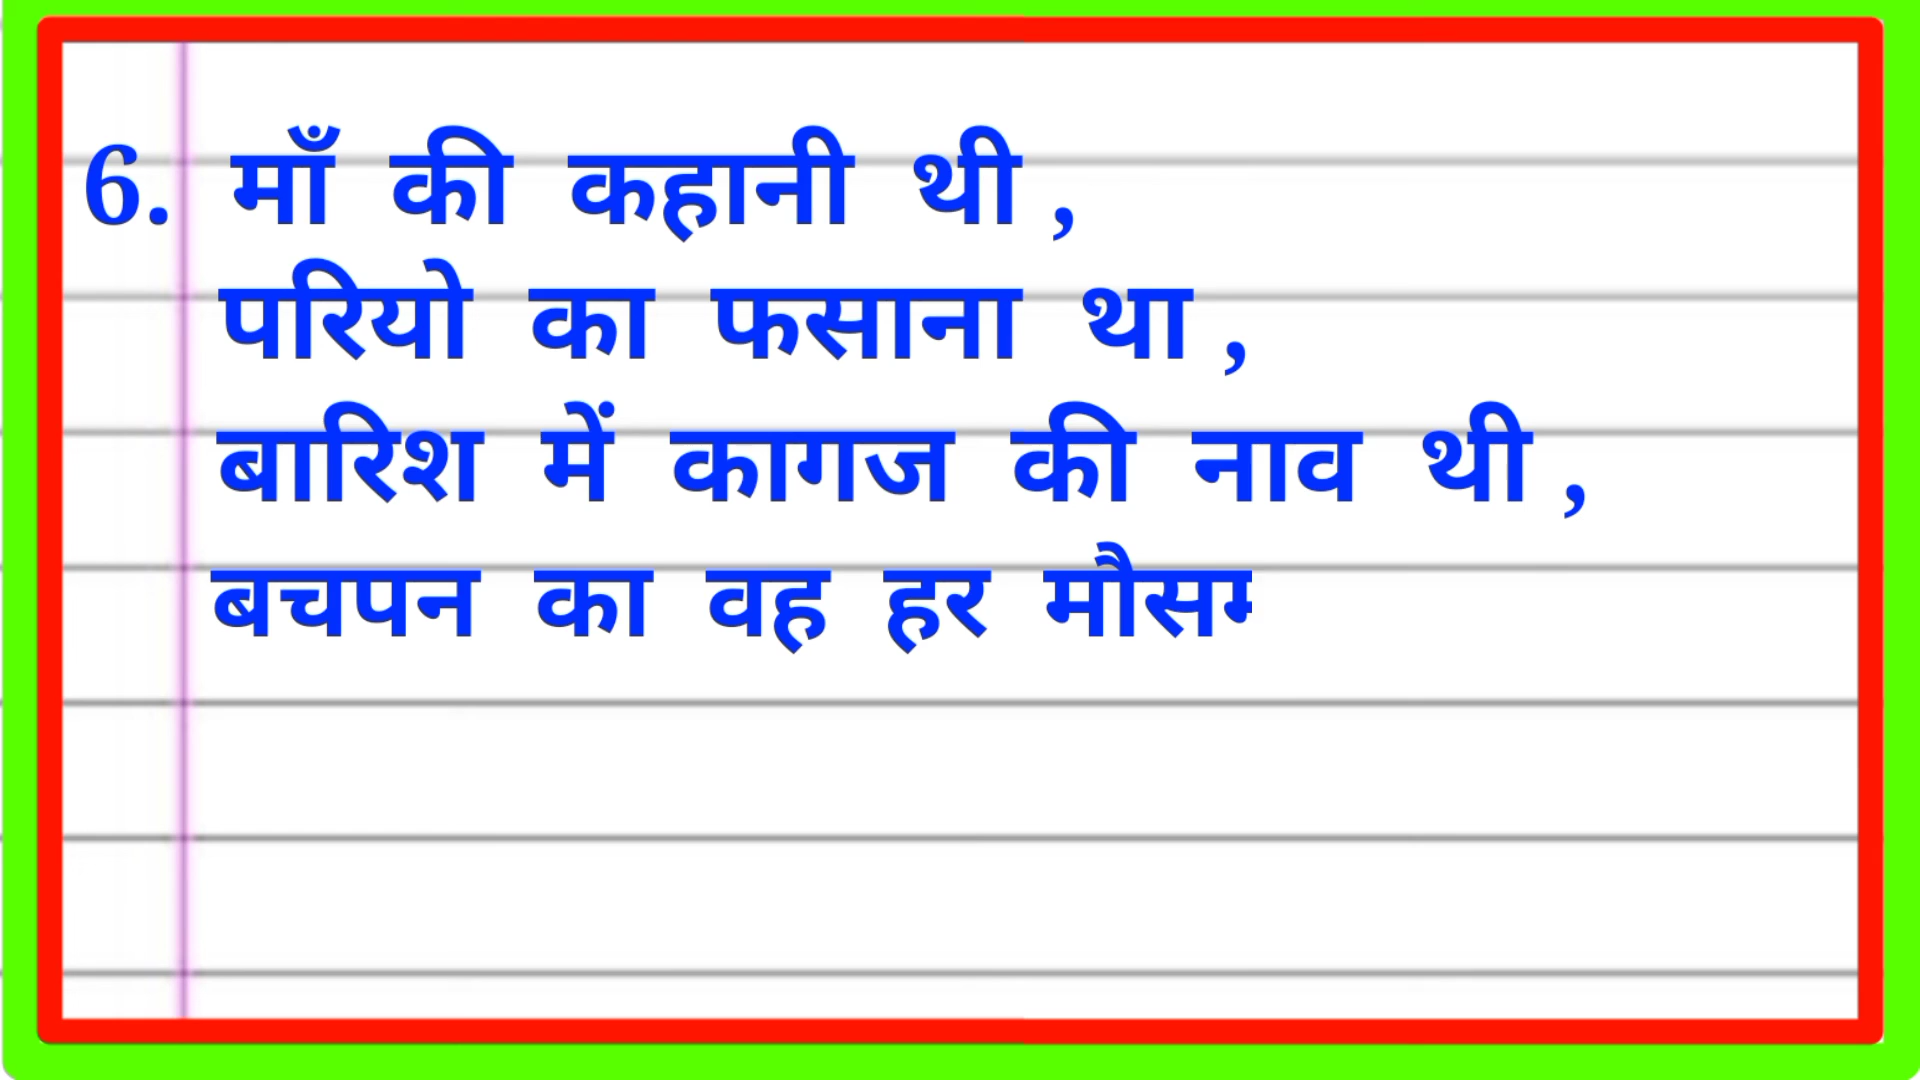 6. माँ की कहानी थी ,
परियो का फसाना था ,
बारिश में कागज की नाव थी ,
बचपन का वह हर